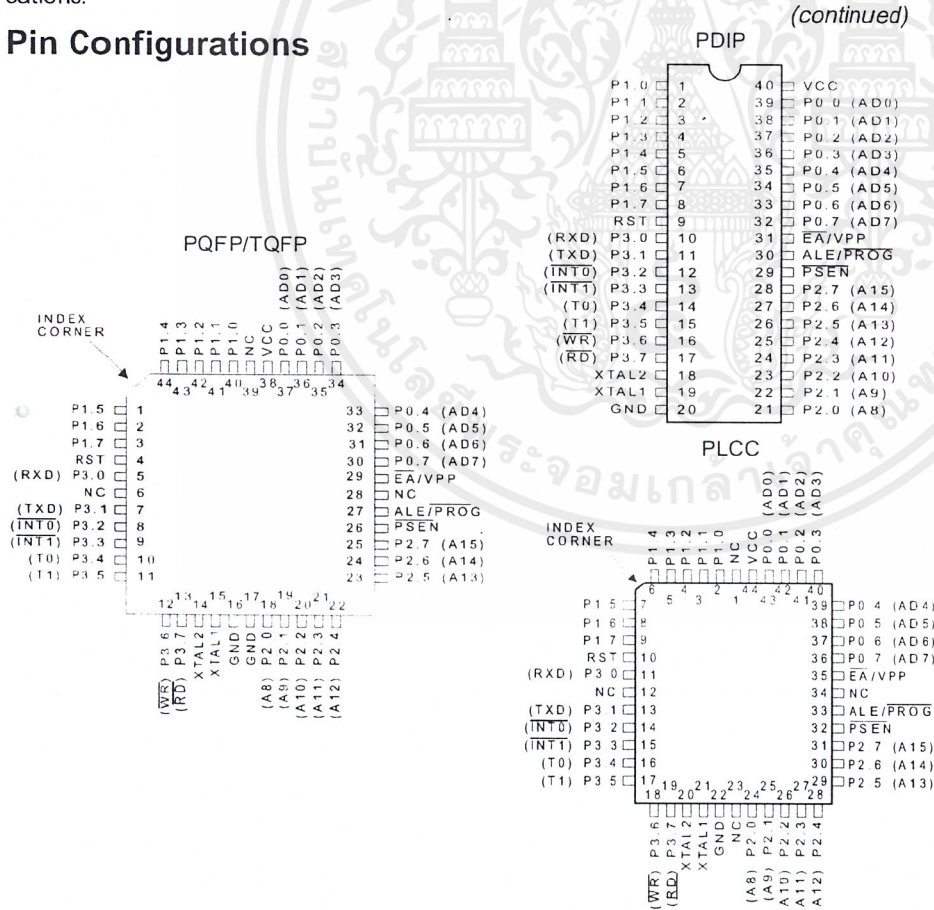 sations.
(continued)
Pin Configurations
PDIP
P1.0 1 40 VCC
P1.1 2 39 P0.0 (AD0)
P1.2 3 38 P0.1 (AD1)
P1.3 4 37 P0.2 (AD2)
P1.4 5 36 P0.3 (AD3)
P1.5 6 35 P0.4 (AD4)
P1.6 7 34 P0.5 (AD5)
P1.7 8 33 P0.6 (AD6)
RST 9 32 P0.7 (AD7)
(RXD) P3.0 10 31 EA/VPP
(TXD) P3.1 11 30 ALE/PROG
(INT0) P3.2 12 29 PSEN
(INT1) P3.3 13 28 P2.7 (A15)
(T0) P3.4 14 27 P2.6 (A14)
(T1) P3.5 15 26 P2.5 (A13)
(WR) P3.6 16 25 P2.4 (A12)
(RD) P3.7 17 24 P2.3 (A11)
XTAL2 18 23 P2.2 (A10)
XTAL1 19 22 P2.1 (A9)
GND 20 21 P2.0 (A8)
PQFP/TQFP
INDEX
CORNER
P1.4 P1.3 P1.2 P1.1 P1.0 NC VCC P0.0 (AD0) P0.1 (AD1) P0.2 (AD2) P0.3 (AD3)
44 43 42 41 40 39 38 37 36 35 34
P1.5 1 33 P0.4 (AD4)
P1.6 2 32 P0.5 (AD5)
P1.7 3 31 P0.6 (AD6)
RST 4 30 P0.7 (AD7)
(RXD) P3.0 5 29 EA/VPP
NC 6 28 NC
(TXD) P3.1 7 27 ALE/PROG
(INT0) P3.2 8 26 PSEN
(INT1) P3.3 9 25 P2.7 (A15)
(T0) P3.4 10 24 P2.6 (A14)
(T1) P3.5 11 23 P2.5 (A13)
12 13 14 15 16 17 18 19 20 21 22
(WR) P3.6 (RD) P3.7 XTAL2 XTAL1 GND GND (A8) P2.0 (A9) P2.1 (A10) P2.2 (A11) P2.3 (A12) P2.4
PLCC
INDEX
CORNER
P1.4 P1.3 P1.2 P1.1 P1.0 NC VCC P0.0 (AD0) P0.1 (AD1) P0.2 (AD2) P0.3 (AD3)
6 5 4 3 2 1 44 43 42 41 40
P1.5 7 39 P0.4 (AD4)
P1.6 8 38 P0.5 (AD5)
P1.7 9 37 P0.6 (AD6)
RST 10 36 P0.7 (AD7)
(RXD) P3.0 11 35 EA/VPP
NC 12 34 NC
(TXD) P3.1 13 33 ALE/PROG
(INT0) P3.2 14 32 PSEN
(INT1) P3.3 15 31 P2.7 (A15)
(T0) P3.4 16 30 P2.6 (A14)
(T1) P3.5 17 29 P2.5 (A13)
18 19 20 21 22 23 24 25 26 27 28
(WR) P3.6 (RD) P3.7 XTAL2 XTAL1 GND NC (A8) P2.0 (A9) P2.1 A10) P2.2 A11) P2.3 A12) P2.4